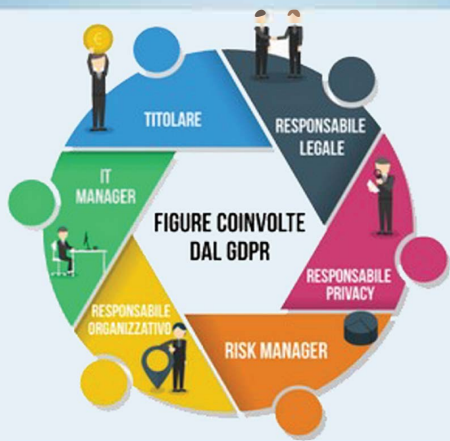 TITOLARE
RESPONSABILE
LEGALE
IT
MANAGER
FIGURE COINVOLTE
DAL GDPR
RESPONSABILE
PRIVACY
RESPONSABILE
ORGANIZZATIVO
RISK MANAGER
€